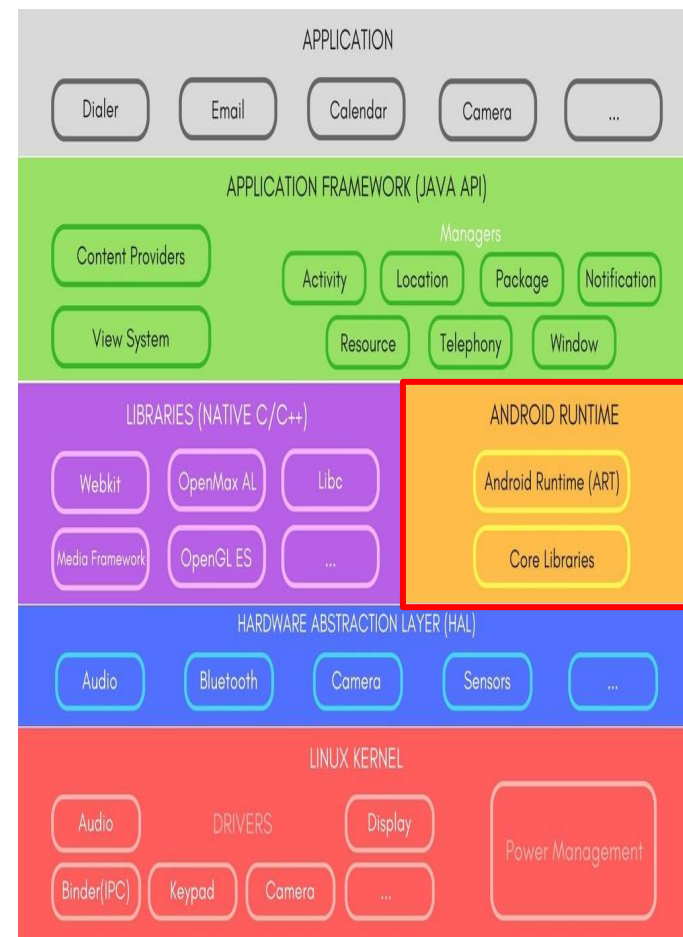 APPLICATION
Dialer Email Calendar Camera ...
APPLICATION FRAMEWORK (JAVA API)
Managers
Content Providers
Activity Location Package Notification
View System
Resource Telephony Window
LIBRARIES (NATIVE C/C++)
Webkit OpenMax AL Libc
Media Framework OpenGL ES ...
ANDROID RUNTIME
Android Runtime (ART)
Core Libraries
HARDWARE ABSTRACTION LAYER (HAL)
Audio Bluetooth Camera Sensors ...
LINUX KERNEL
Audio DRIVERS Display
Binder(IPC) Keypad Camera ...
Power Management